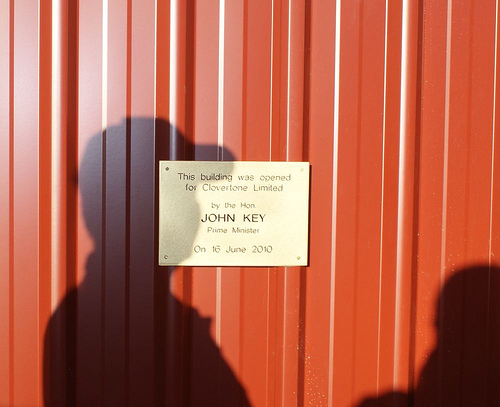 This building was opened
for Clovertone Limited
by the Hon.
JOHN KEY
Prime Minister
On 16 June 2010